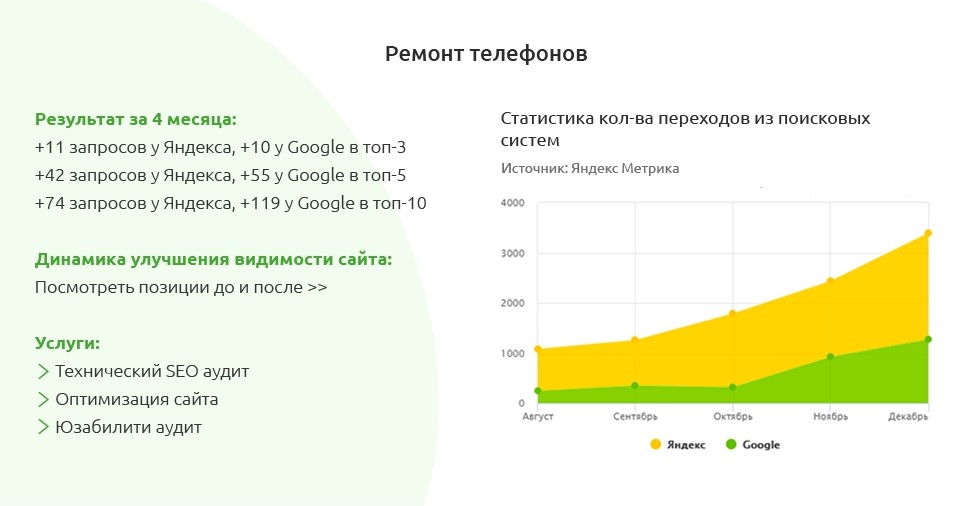 Ремонт телефонов
Результат за 4 месяца:
+11 запросов у Яндекса, +10 у Google в топ-3
+42 запросов у Яндекса, +55 у Google в топ-5
+74 запросов у Яндекса, +119 у Google в топ-10
Динамика улучшения видимости сайта:
Посмотреть позиции до и после >>
Услуги:
Технический SEO аудит
Оптимизация сайта
Юзабилити аудит
Статистика кол-ва переходов из поисковых
систем
Источник: Яндекс Метрика
4000
3000
2000
1000
0
Август Сентябрь Октябрь Ноябрь Декабрь
Яндекс Google